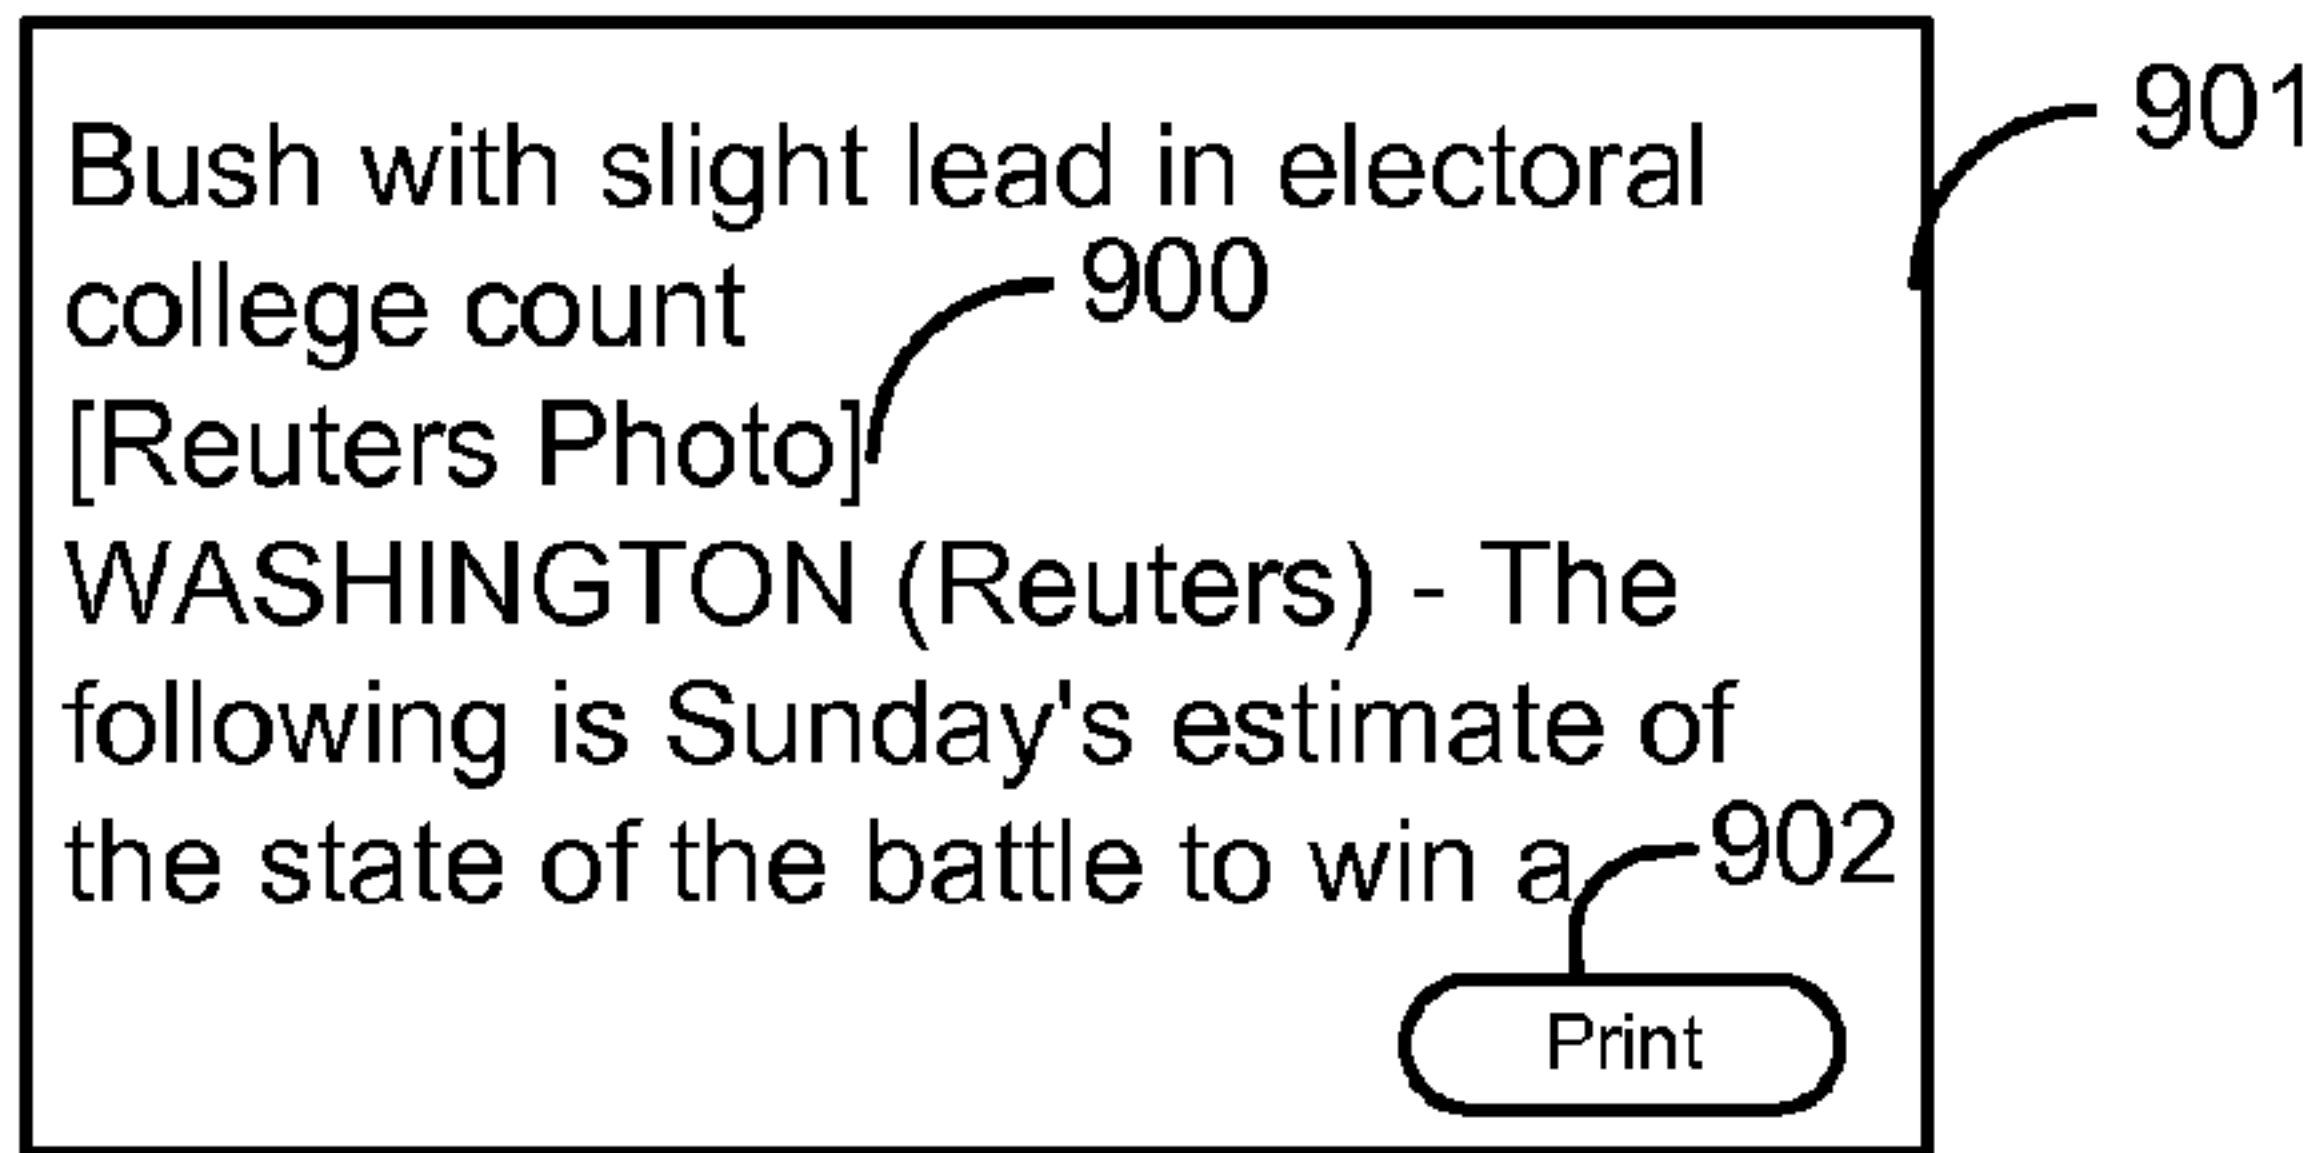 901
Bush with slight lead in electoral
college count
900
[Reuters Photo]
WASHINGTON (Reuters) - The
following is Sunday's estimate of
the state of the battle to win a
902
Print